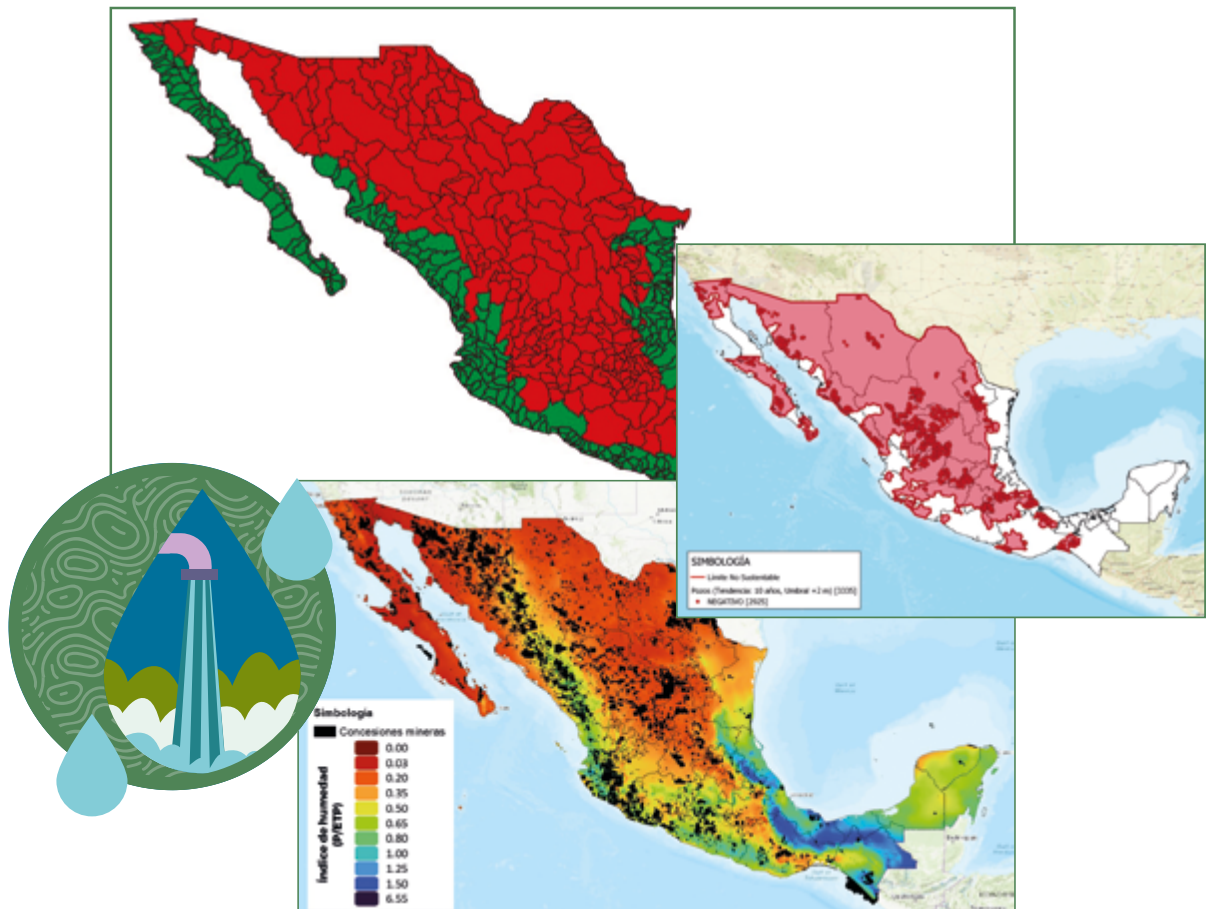 SIMBOLOGÍA
Límite No Sustentable
Pozos (Tendencia: 10 años, Umbral +2 m) [3335]
NEGATIVO [2925]
Simbología
Concesiones mineras
Índice de humedad
(P/ETP)
0.00
0.03
0.20
0.35
0.50
0.65
0.80
1.00
1.25
1.50
6.55